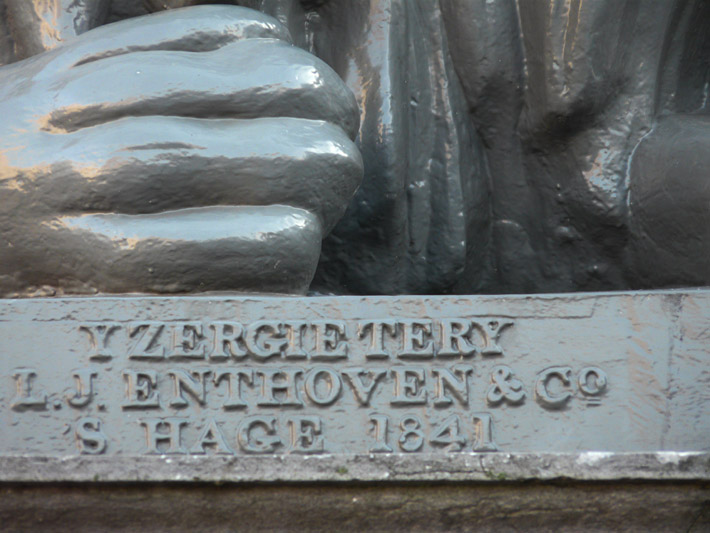 YZERGIETERY
L.J. ENTHOVEN & Co
'S HAGE 1841